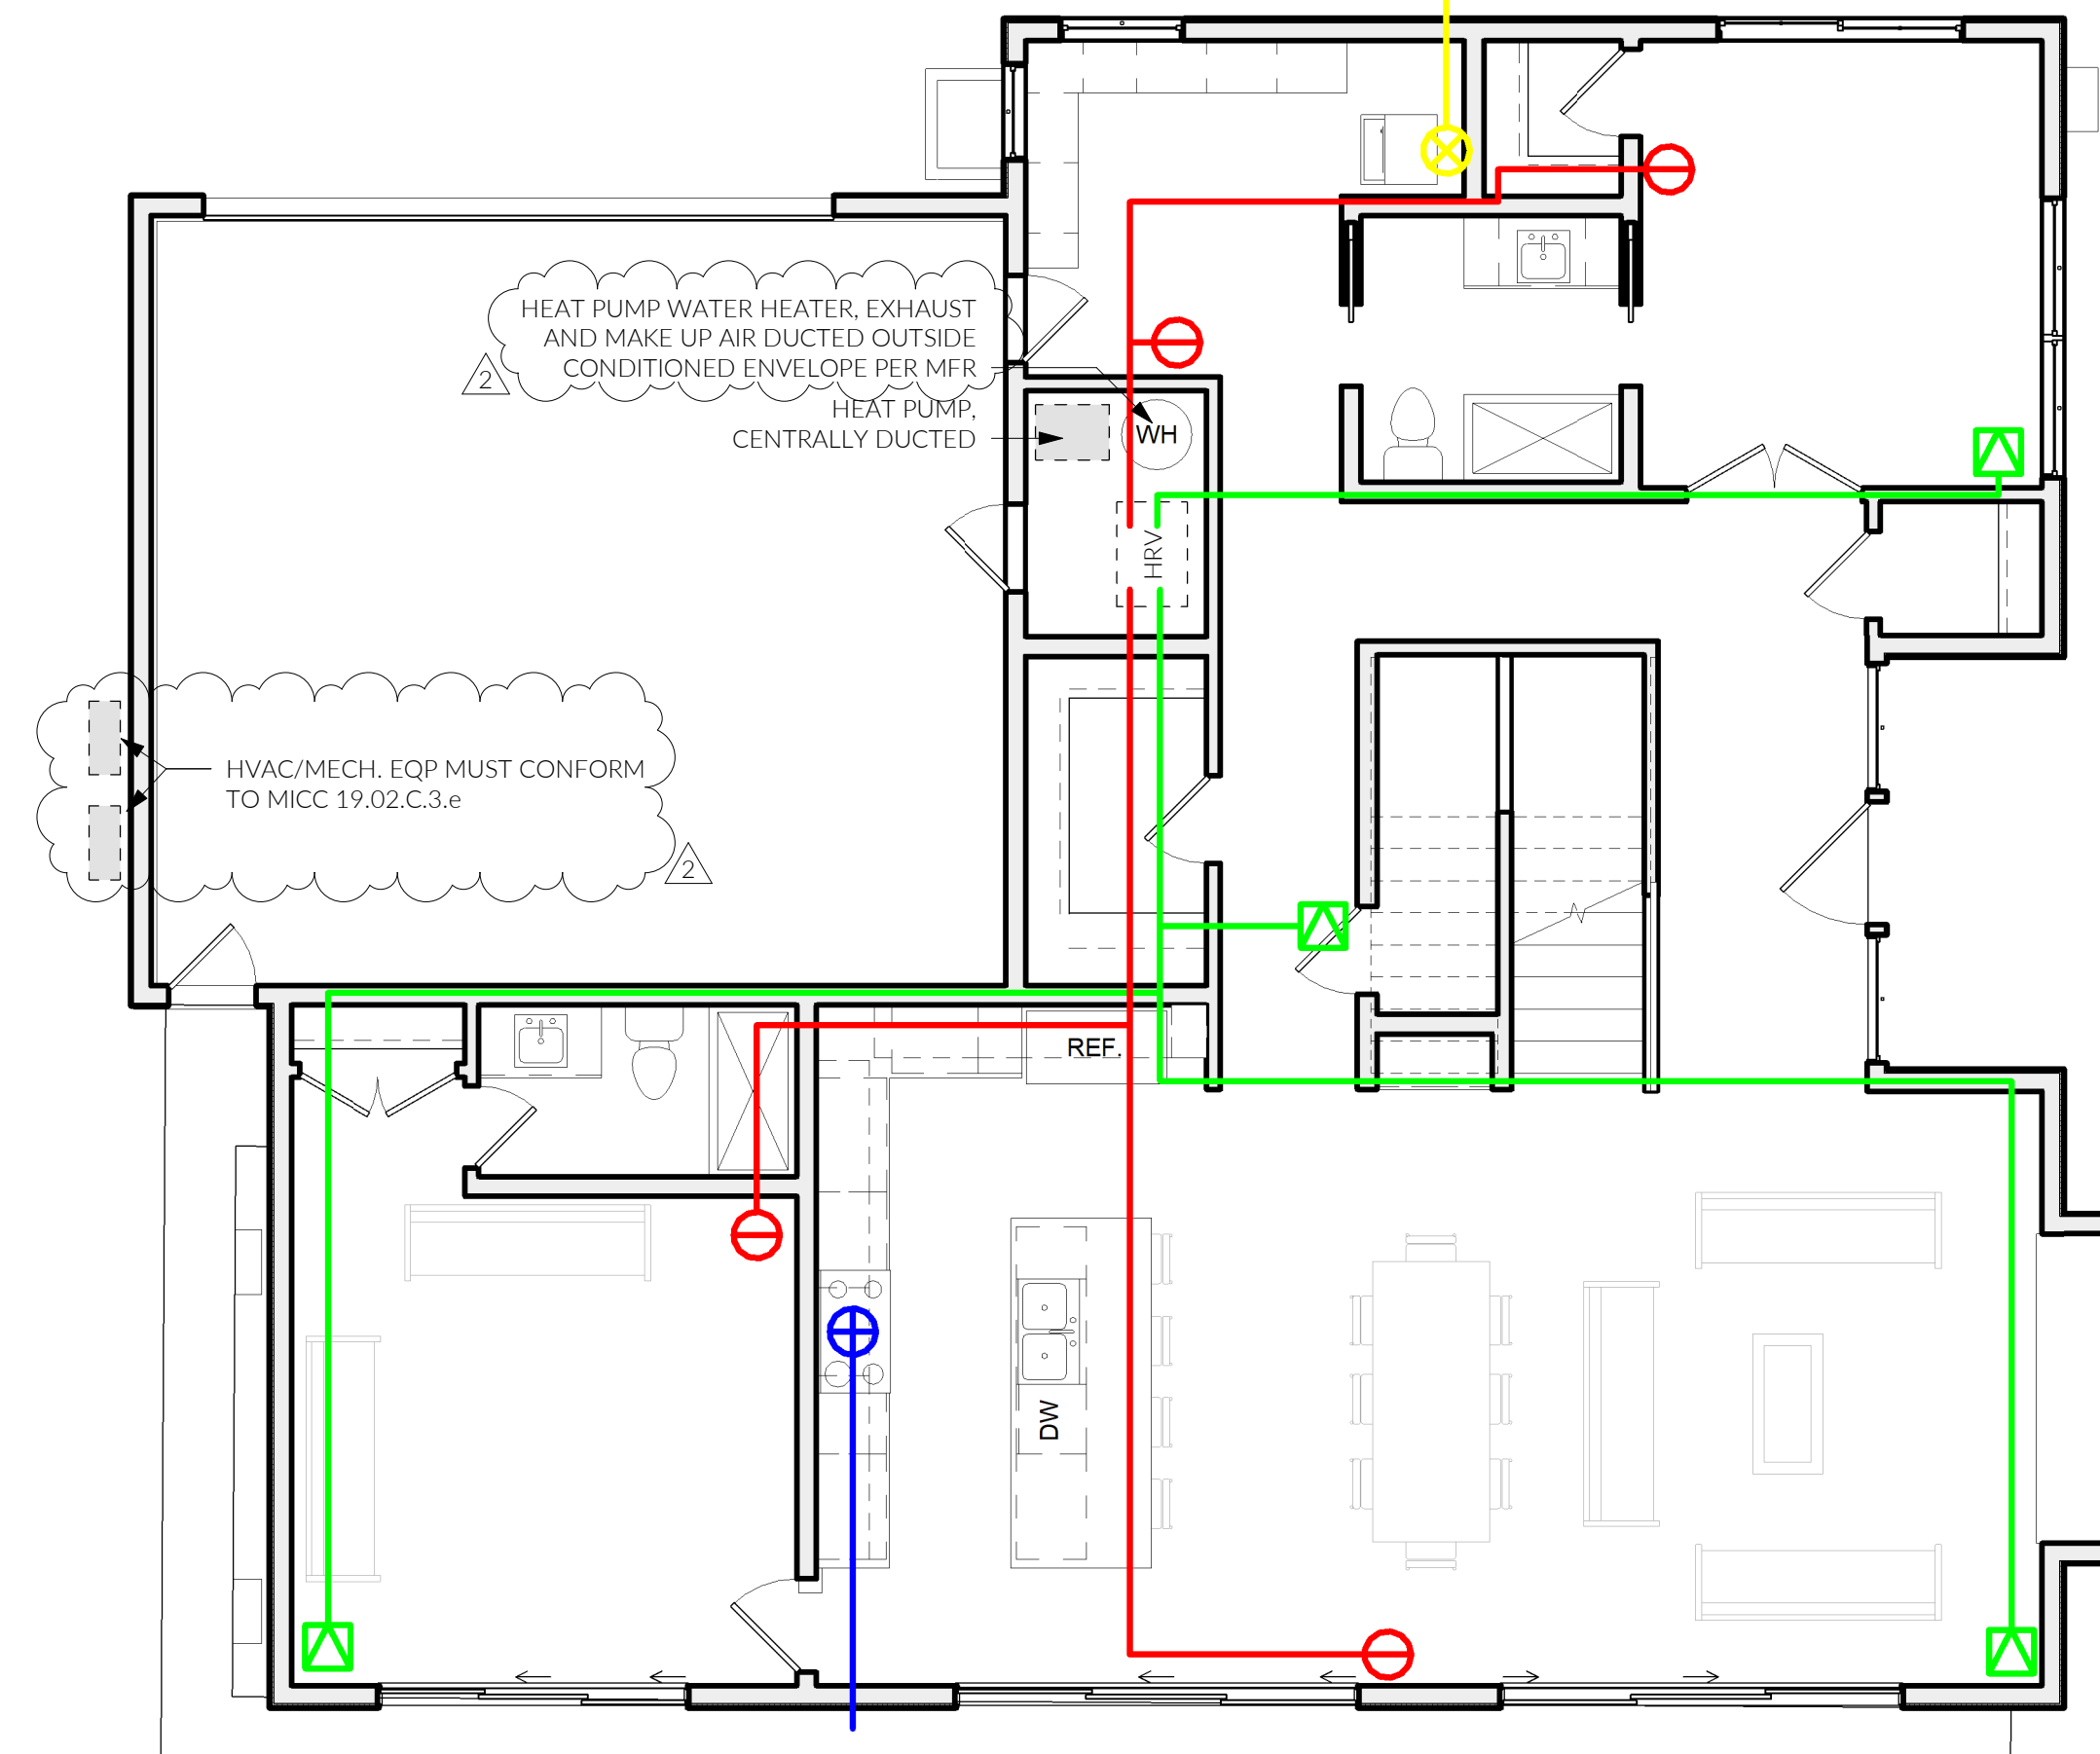 HEAT PUMP WATER HEATER, EXHAUST
AND MAKE UP AIR DUCTED OUTSIDE
CONDITIONED ENVELOPE PER MFR
2
HEAT PUMP,
CENTRALLY DUCTED
WH
HRV
HVAC/MECH. EQP MUST CONFORM
TO MICC 19.02.C.3.e
2
REF.
DW